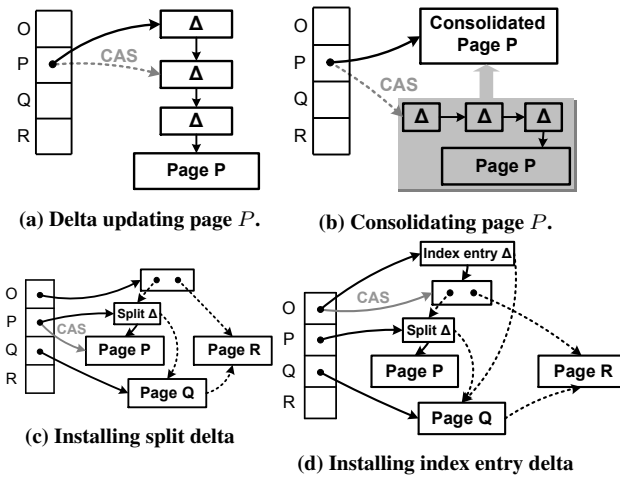 O
P
Q
R
CAS
Δ
Δ
Δ
Page P
(a) Delta updating page P.
O
P
Q
R
CAS
Consolidated
Page P
Δ
Δ
Δ
Page P
(b) Consolidating page P.
O
P
Q
R
CAS
Split Δ
Page P
Page R
Page Q
(c) Installing split delta
O
P
Q
R
CAS
Index entry Δ
Split Δ
Page P
Page R
Page Q
(d) Installing index entry delta